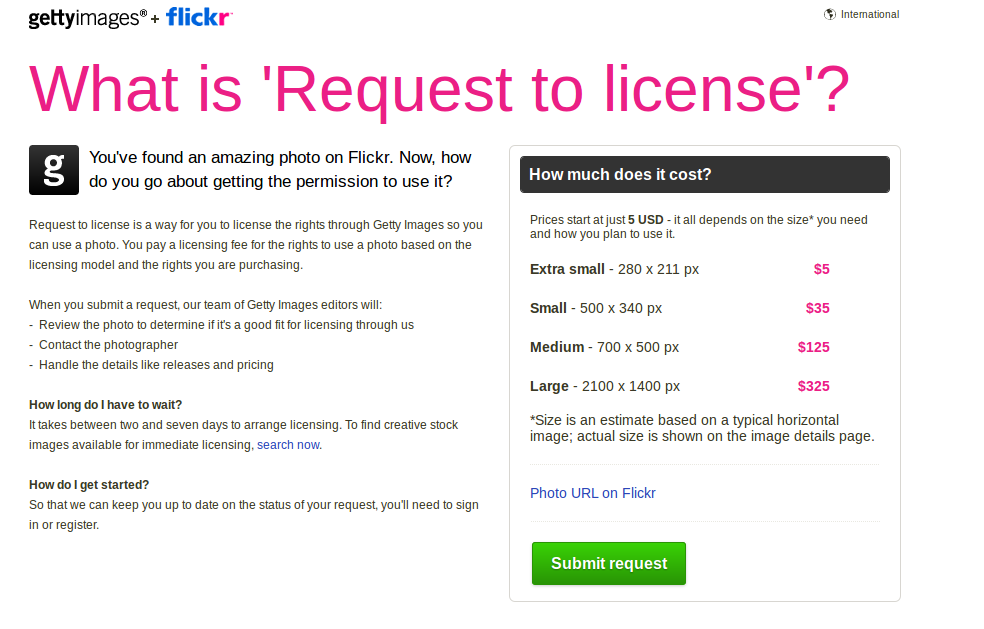 gettyimages® + flickr
International
What is 'Request to license'?
g
You've found an amazing photo on Flickr. Now, how
do you go about getting the permission to use it?
Request to license is a way for you to license the rights through Getty Images so you
can use a photo. You pay a licensing fee for the rights to use a photo based on the
licensing model and the rights you are purchasing.
When you submit a request, our team of Getty Images editors will:
- Review the photo to determine if it's a good fit for licensing through us
- Contact the photographer
- Handle the details like releases and pricing
How long do I have to wait?
It takes between two and seven days to arrange licensing. To find creative stock
images available for immediate licensing, search now.
How do I get started?
So that we can keep you up to date on the status of your request, you'll need to sign
in or register.
How much does it cost?
Prices start at just 5 USD - it all depends on the size* you need
and how you plan to use it.
Extra small - 280 x 211 px $5
Small - 500 x 340 px $35
Medium - 700 x 500 px $125
Large - 2100 x 1400 px $325
*Size is an estimate based on a typical horizontal
image; actual size is shown on the image details page.
Photo URL on Flickr
Submit request